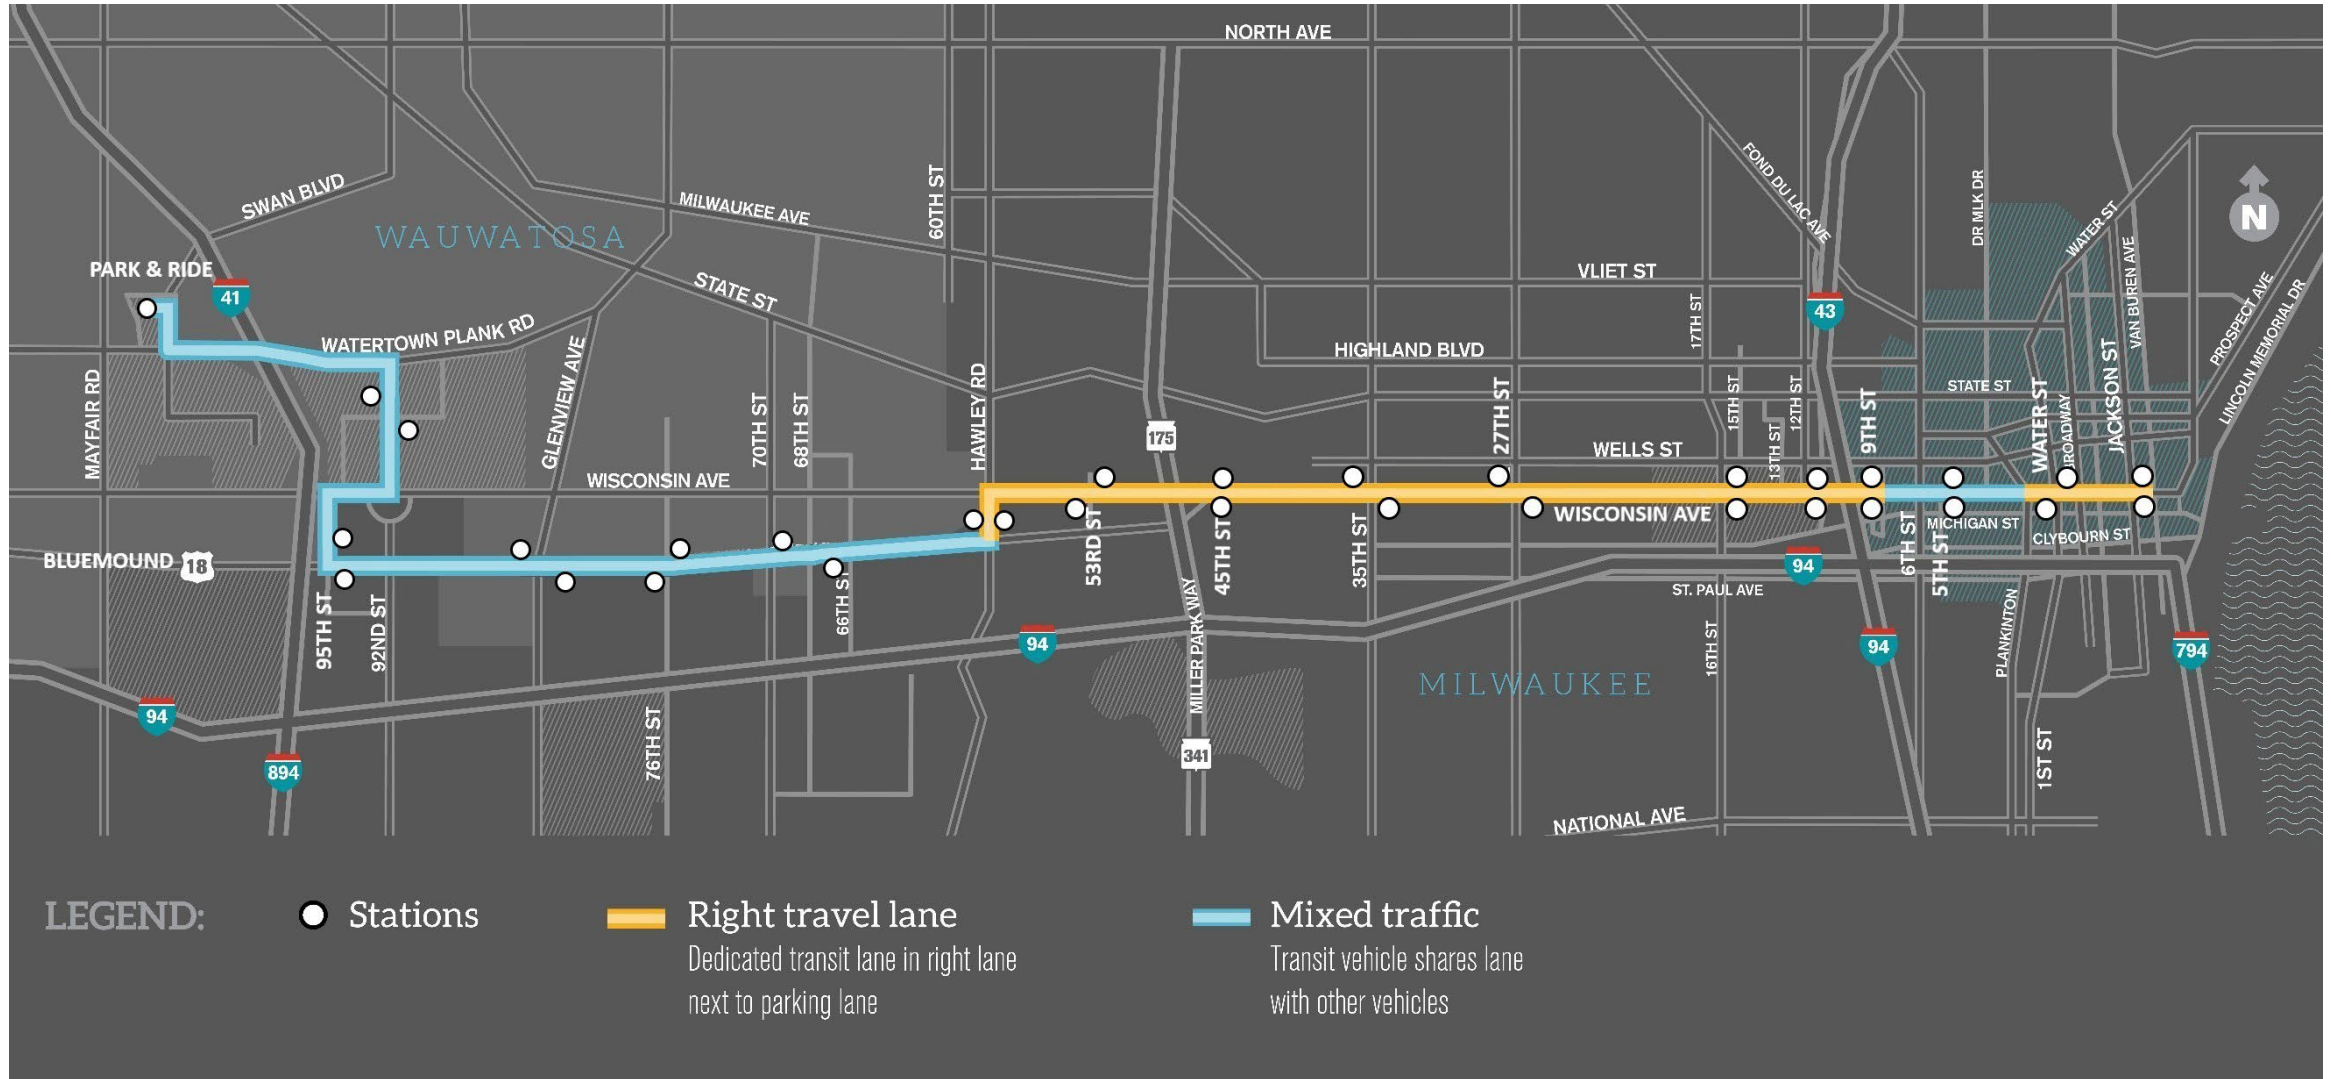 NORTH AVE
SWAN BLVD
WAUWATOSA
MILWAUKEE AVE
60TH ST
FOND DU LAC AVE
DR MLK DR
WATER ST
VAN BUREN AVE
N
PARK & RIDE
41
STATE ST
VLIET ST
17TH ST
43
PROSPECT AVE
LINCOLN MEMORIAL DR
WATERTOWN PLANK RD
GLENVIEW AVE
HIGHLAND BLVD
MAYFAIR RD
70TH ST
68TH ST
HAWLEY RD
175
27TH ST
15TH ST
12TH ST
13TH ST
9TH ST
STATE ST
WATER ST
BROADWAY
JACKSON ST
WELLS ST
WISCONSIN AVE
WISCONSIN AVE
MICHIGAN ST
CLYBOURN ST
BLUEMOUND
18
53RD ST
45TH ST
35TH ST
6TH ST
5TH ST
94
ST. PAUL AVE
95TH ST
92ND ST
66TH ST
94
MILLER PARK WAY
16TH ST
94
PLANKINTON
794
MILWAUKEE
94
76TH ST
341
894
1ST ST
NATIONAL AVE
LEGEND:
Stations
Right travel lane
Dedicated transit lane in right lane
next to parking lane
Mixed traffic
Transit vehicle shares lane
with other vehicles